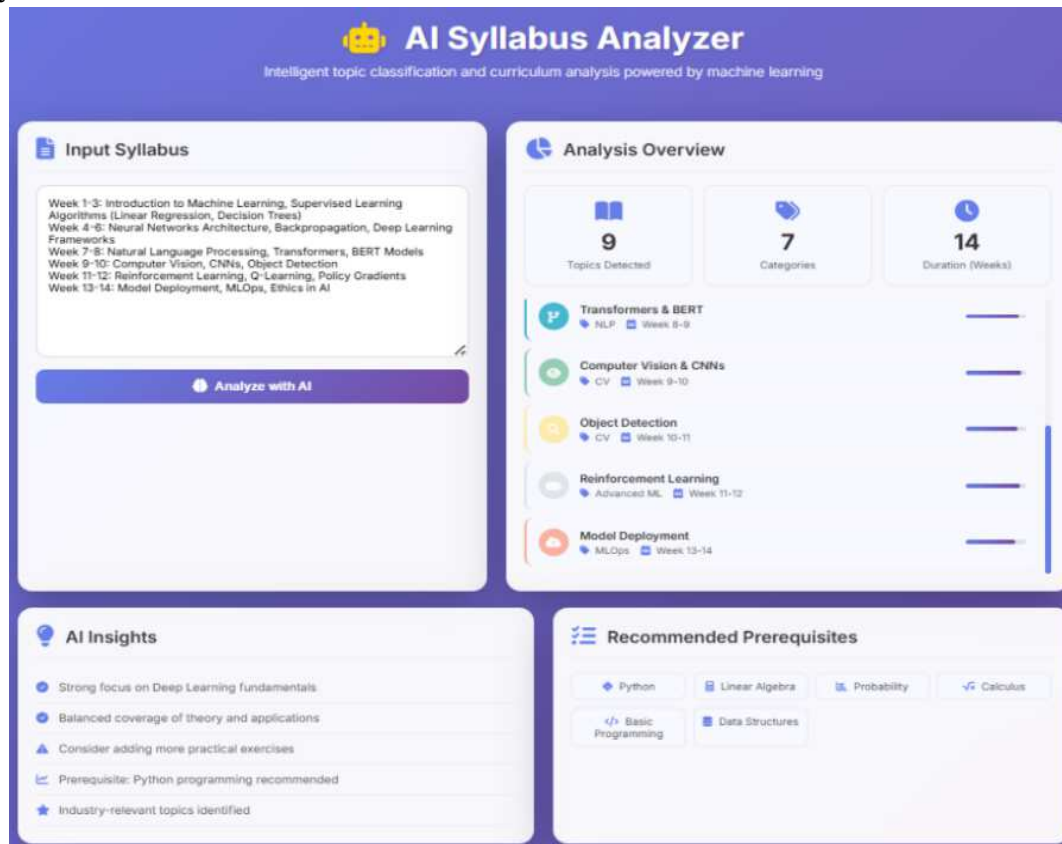 AI Syllabus Analyzer
Intelligent topic classification and curriculum analysis powered by machine learning
Input Syllabus
Week 1-3: Introduction to Machine Learning, Supervised Learning
Algorithms (Linear Regression, Decision Trees)
Week 4-6: Neural Networks Architecture, Backpropagation, Deep Learning
Frameworks
Week 7-8: Natural Language Processing, Transformers, BERT Models
Week 9-10: Computer Vision, CNNs, Object Detection
Week 11-12: Reinforcement Learning, Q-Learning, Policy Gradients
Week 13-14: Model Deployment, MLOps, Ethics in AI
Analyze with AI
Analysis Overview
9
Topics Detected
7
Categories
14
Duration (Weeks)
Transformers & BERT
NLP Week 8-9
Computer Vision & CNNs
CV Week 9-10
Object Detection
CV Week 10-11
Reinforcement Learning
Advanced ML Week 11-12
Model Deployment
MLOps Week 13-14
AI Insights
Strong focus on Deep Learning fundamentals
Balanced coverage of theory and applications
Consider adding more practical exercises
Prerequisite: Python programming recommended
Industry-relevant topics identified
Recommended Prerequisites
Python
Linear Algebra
Probability
Calculus
</> Basic
Programming
Data Structures